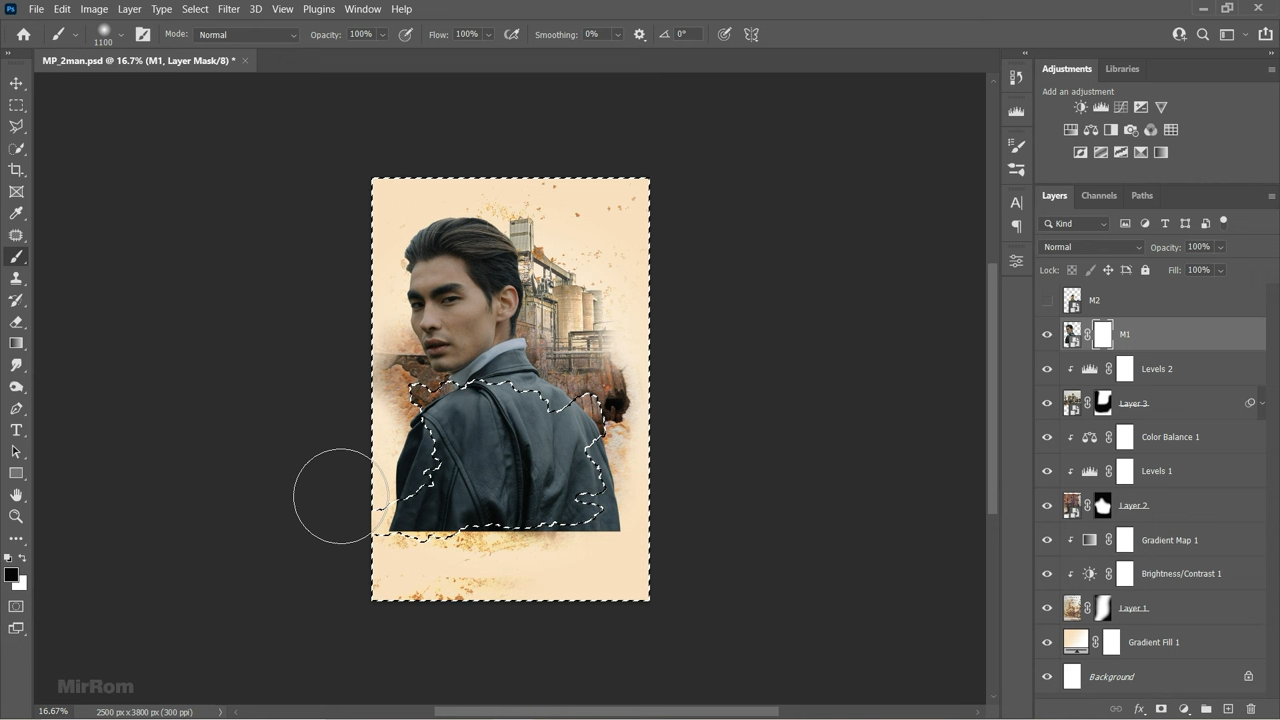 Ps File Edit Image Layer Type Select Filter 3D View Plugins Window Help
1100 Mode: Normal Opacity: 100% Flow: 100% Smoothing: 0% 0°
MP_2man.psd @ 16.7% (M1, Layer Mask/8) * ×
Adjustments Libraries
Add an adjustment
Layers Channels Paths
Kind
Normal Opacity: 100%
Lock: Fill: 100%
M2
M1
Levels 2
Layer 3
Color Balance 1
Levels 1
Layer 2
Gradient Map 1
Brightness/Contrast 1
Layer 1
Gradient Fill 1
Background
MirRom
16.67% 2500 px x 3800 px (300 ppi)